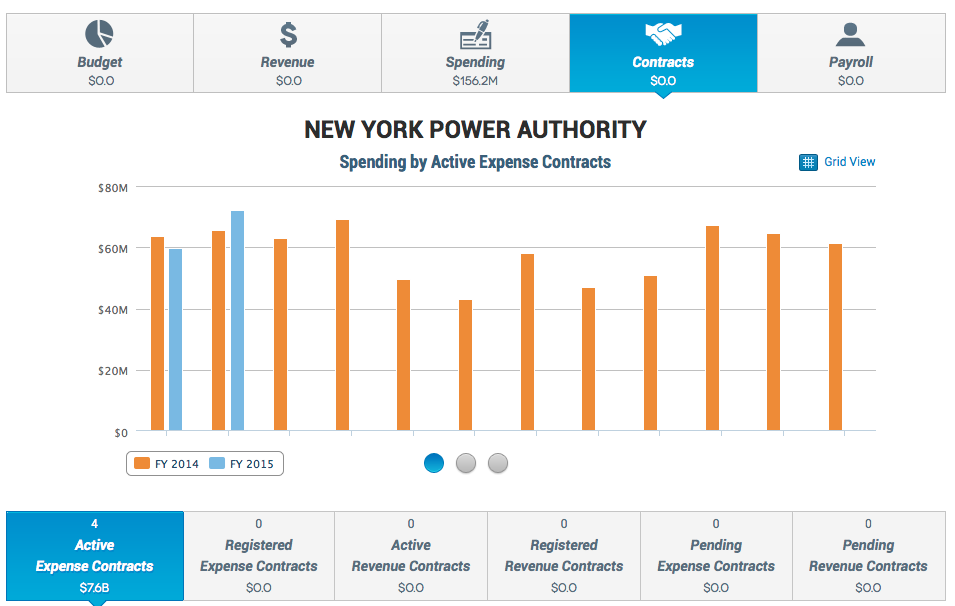 Budget
$0.0
Revenue
$0.0
Spending
$156.2M
Contracts
$0.0
Payroll
$0.0
NEW YORK POWER AUTHORITY
Spending by Active Expense Contracts
Grid View
$80M
$60M
$40M
$20M
$0
FY 2014 FY 2015
4
Active
Expense Contracts
$7.6B
0
Registered
Expense Contracts
$0.0
0
Active
Revenue Contracts
$0.0
0
Registered
Revenue Contracts
$0.0
0
Pending
Expense Contracts
$0.0
0
Pending
Revenue Contracts
$0.0